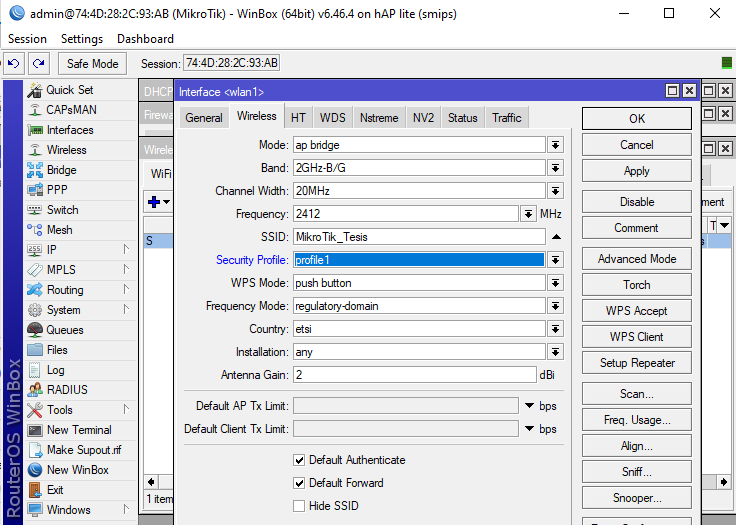 admin@74:4D:28:2C:93:AB (MikroTik) - WinBox (64bit) v6.46.4 on hAP lite (smips)
Session Settings Dashboard
Safe Mode Session: 74:4D:28:2C:93:AB
RouterOS WinBox
Quick Set
CAPsMAN
Interfaces
Wireless
Bridge
PPP
Switch
Mesh
IP
MPLS
Routing
System
Queues
Files
Log
RADIUS
Tools
New Terminal
Make Supout.rif
New WinBox
Exit
Windows
DHCP
Firewa
Wirele
WiFi
S
1 item
ment
T
Interface <wlan1>
General Wireless HT WDS Nstreme NV2 Status Traffic
Mode: ap bridge
Band: 2GHz-B/G
Channel Width: 20MHz
Frequency: 2412 MHz
SSID: MikroTik_Tesis
Security Profile: profile1
WPS Mode: push button
Frequency Mode: regulatory-domain
Country: etsi
Installation: any
Antenna Gain: 2 dBi
Default AP Tx Limit: bps
Default Client Tx Limit: bps
Default Authenticate
Default Forward
Hide SSID
OK
Cancel
Apply
Disable
Comment
Advanced Mode
Torch
WPS Accept
WPS Client
Setup Repeater
Scan...
Freq. Usage...
Align...
Sniff...
Snooper...